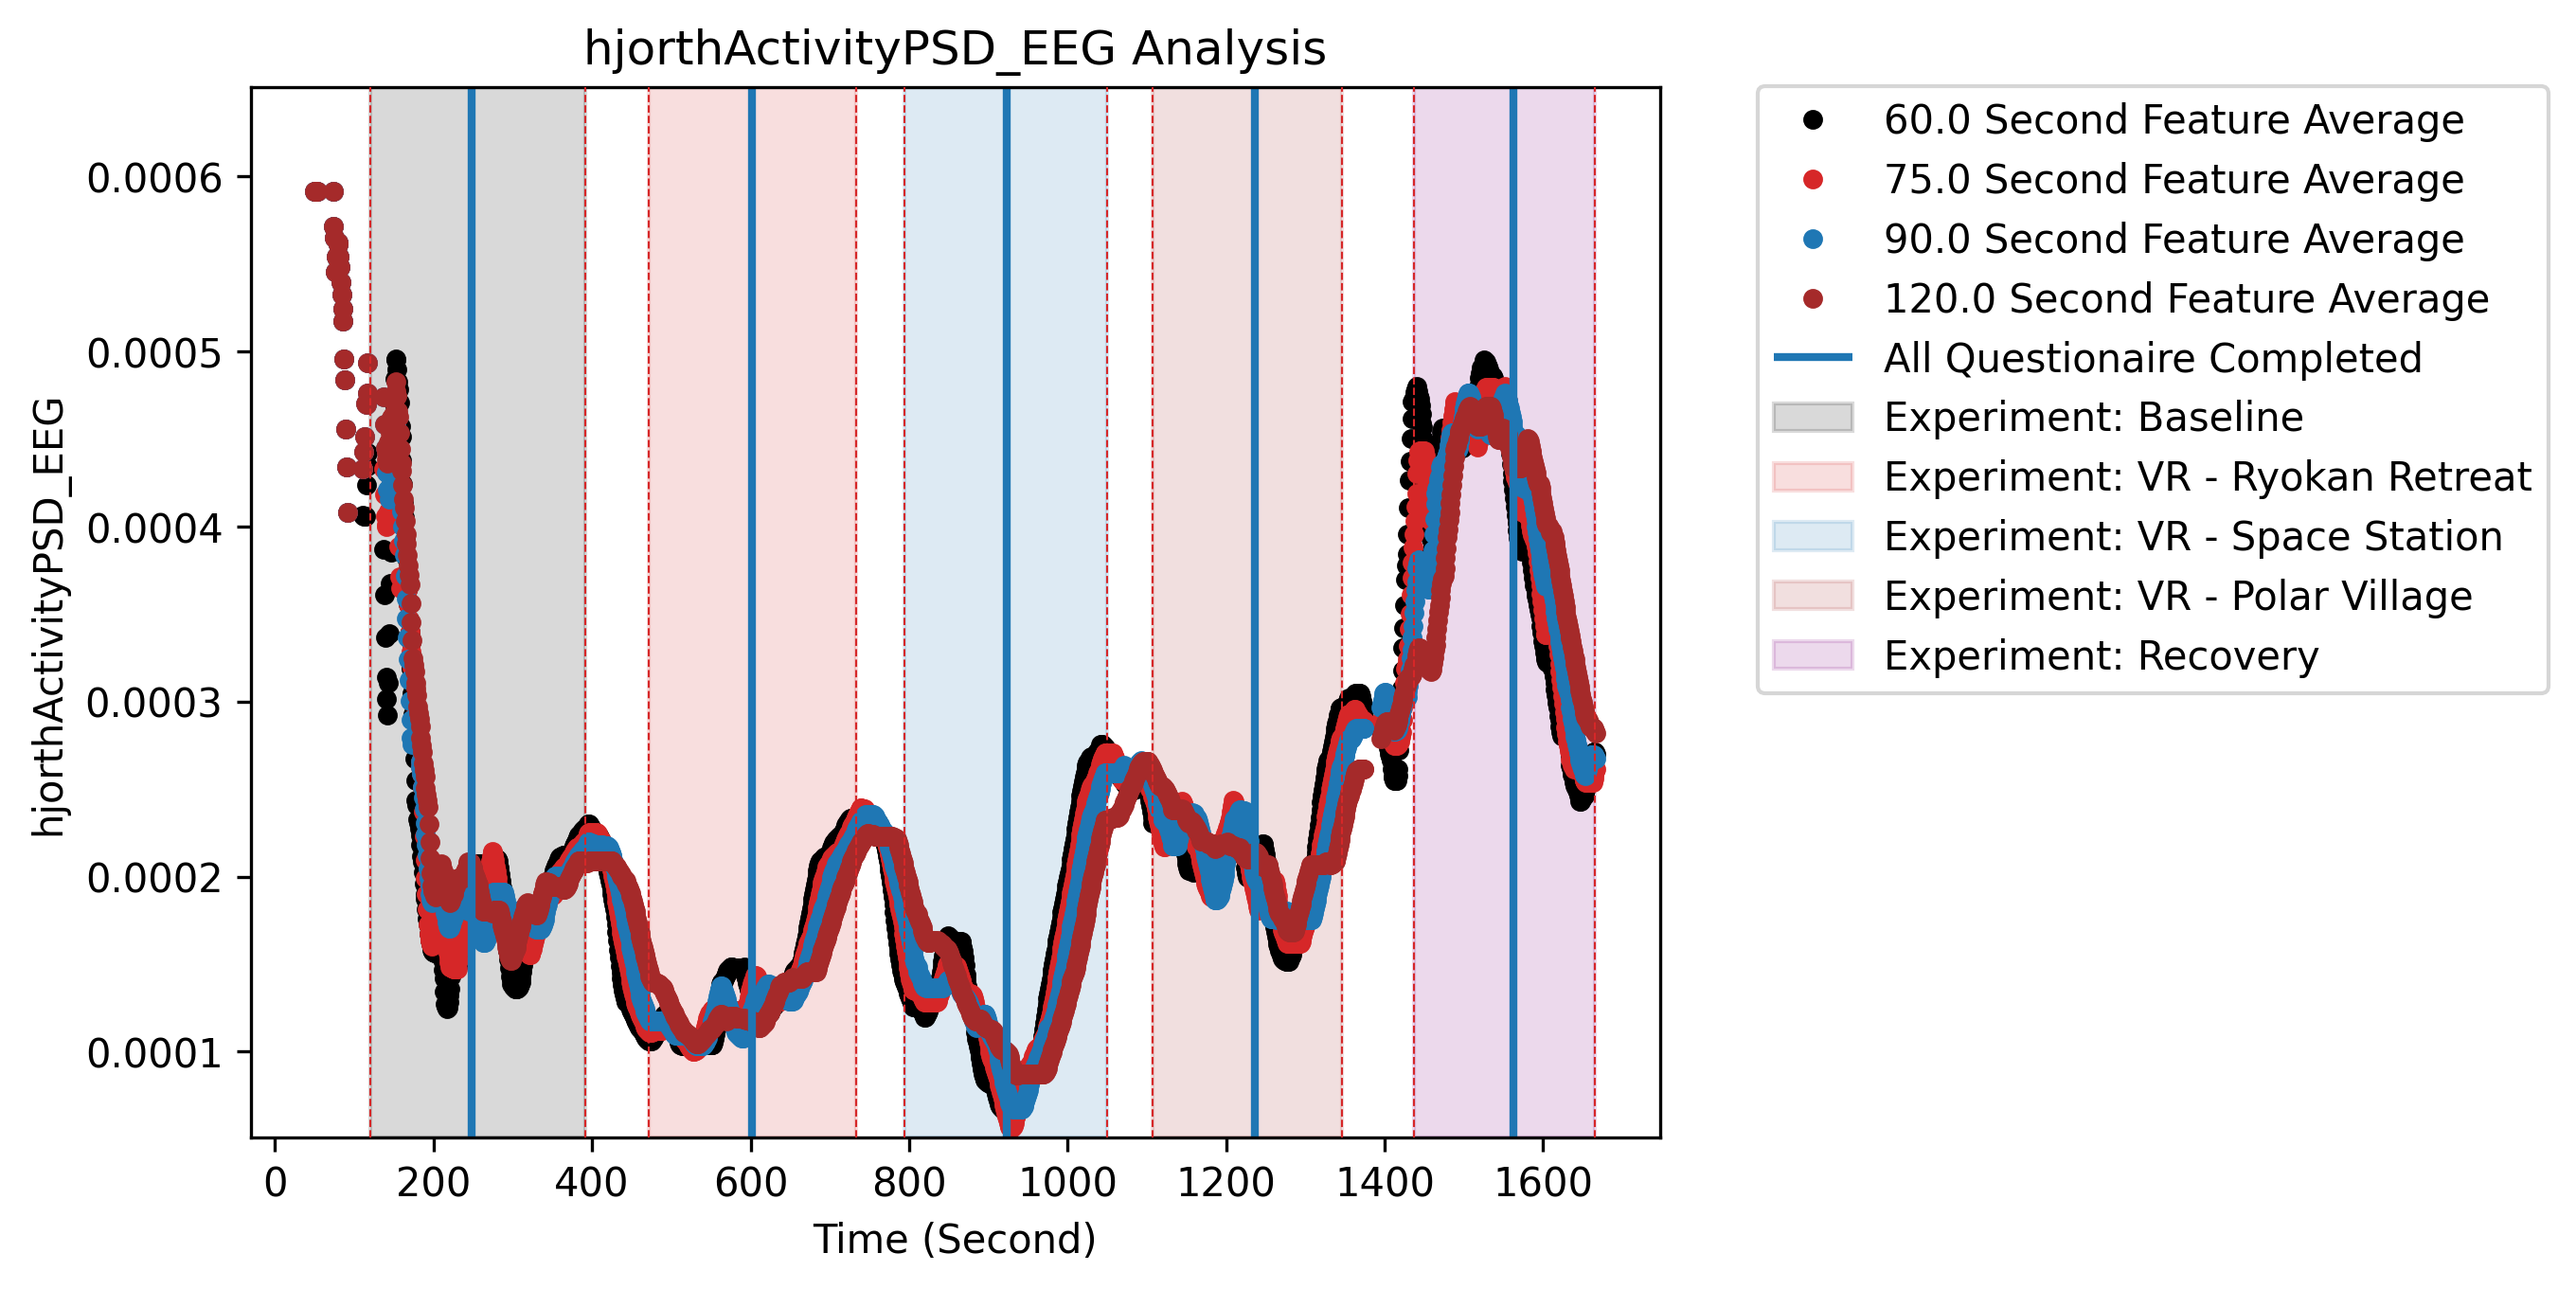 hjorthActivityPSD_EEG Analysis
hjorthActivityPSD_EEG
0.0006
0.0005
0.0004
0.0003
0.0002
0.0001
0 200 400 600 800 1000 1200 1400 1600
Time (Second)
60.0 Second Feature Average
75.0 Second Feature Average
90.0 Second Feature Average
120.0 Second Feature Average
All Questionaire Completed
Experiment: Baseline
Experiment: VR - Ryokan Retreat
Experiment: VR - Space Station
Experiment: VR - Polar Village
Experiment: Recovery